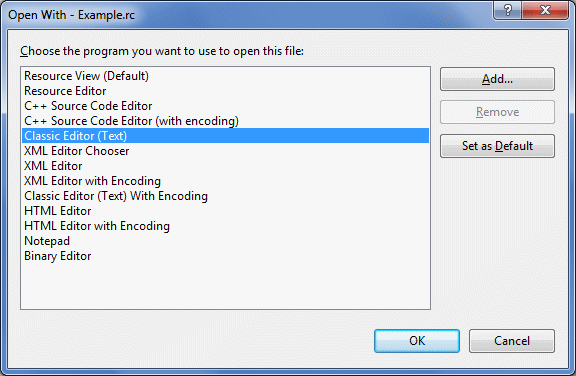 Open With - Example.rc
Choose the program you want to use to open this file:
Resource View (Default)
Resource Editor
C++ Source Code Editor
C++ Source Code Editor (with encoding)
Classic Editor (Text)
XML Editor Chooser
XML Editor
XML Editor with Encoding
Classic Editor (Text) With Encoding
HTML Editor
HTML Editor with Encoding
Notepad
Binary Editor
Add...
Remove
Set as Default
OK
Cancel